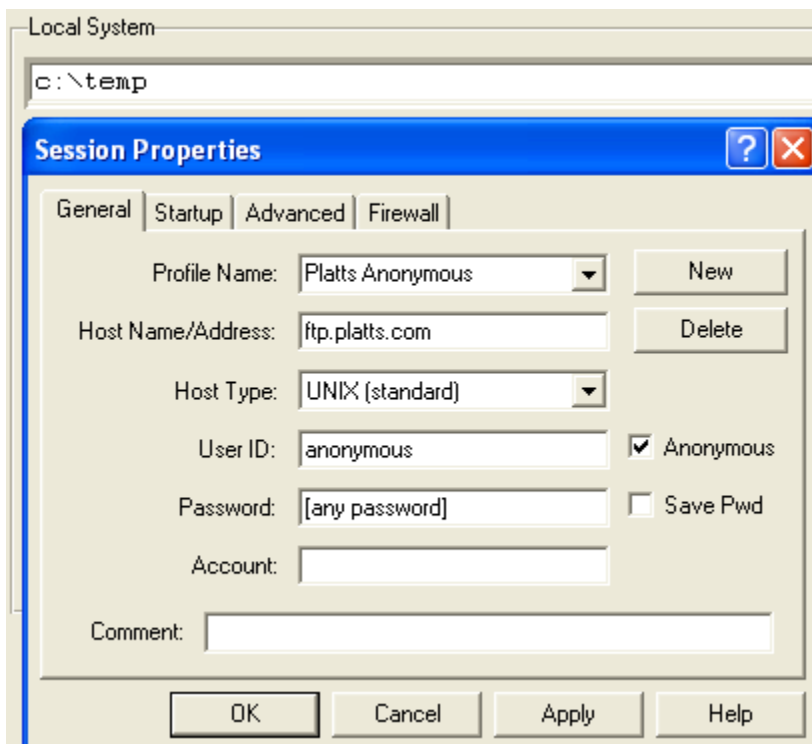 Local System
c:\temp
Session Properties
General Startup Advanced Firewall
Profile Name: Platts Anonymous New
Host Name/Address: ftp.platts.com Delete
Host Type: UNIX (standard)
User ID: anonymous Anonymous
Password: [any password] Save Pwd
Account:
Comment:
OK Cancel Apply Help